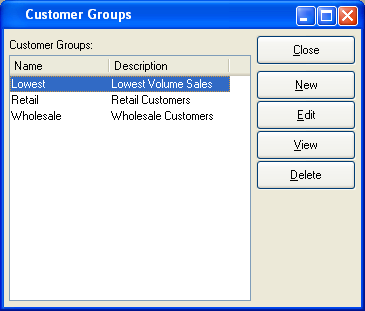 Customer Groups
Customer Groups:
Name Description
Lowest Lowest Volume Sales
Retail Retail Customers
Wholesale Wholesale Customers
Close
New
Edit
View
Delete